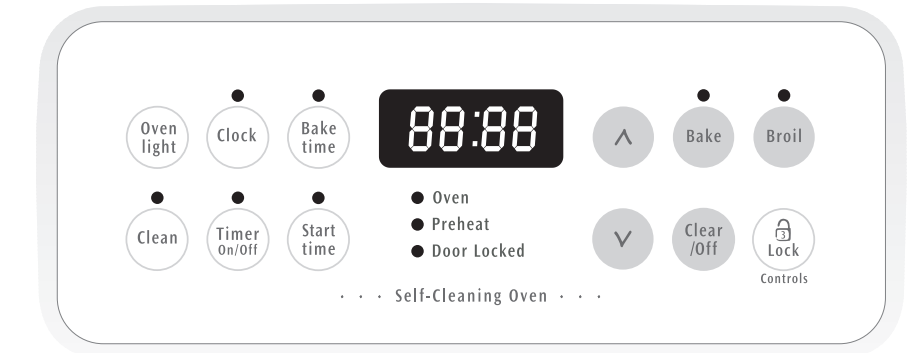 Oven
light
Clock
Bake
time
88:88
Bake
Broil
Clean
Timer
On/Off
Start
time
Oven
Preheat
Door Locked
Clear
/Off
3
Lock
Controls
· · · Self-Cleaning Oven · · ·